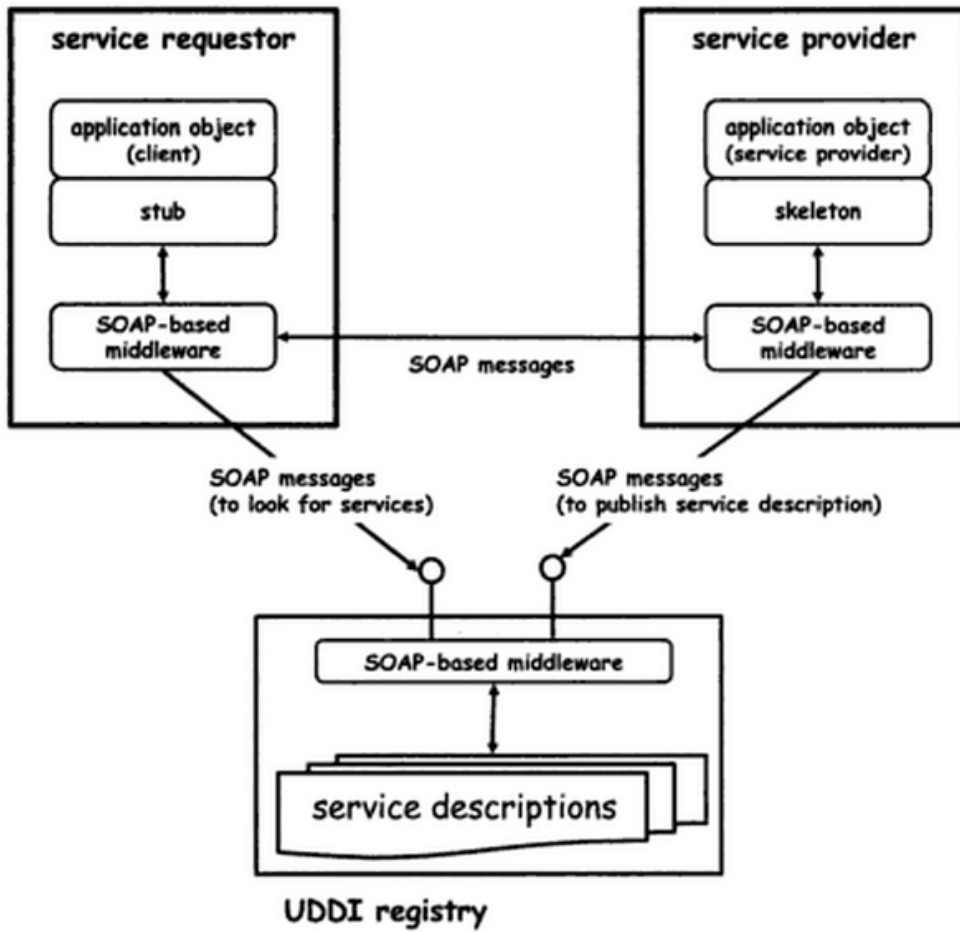 service requestor
service provider
application object
(client)
stub
SOAP-based
middleware
application object
(service provider)
skeleton
SOAP-based
middleware
SOAP messages
SOAP messages
(to look for services)
SOAP messages
(to publish service description)
SOAP-based middleware
service descriptions
UDDI registry